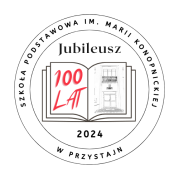 SZKOŁA PODSTAWOWA IM. MARII KONOPNICKIEJ
Jubileusz
100
LAT
2024
W PRZYSTAJN